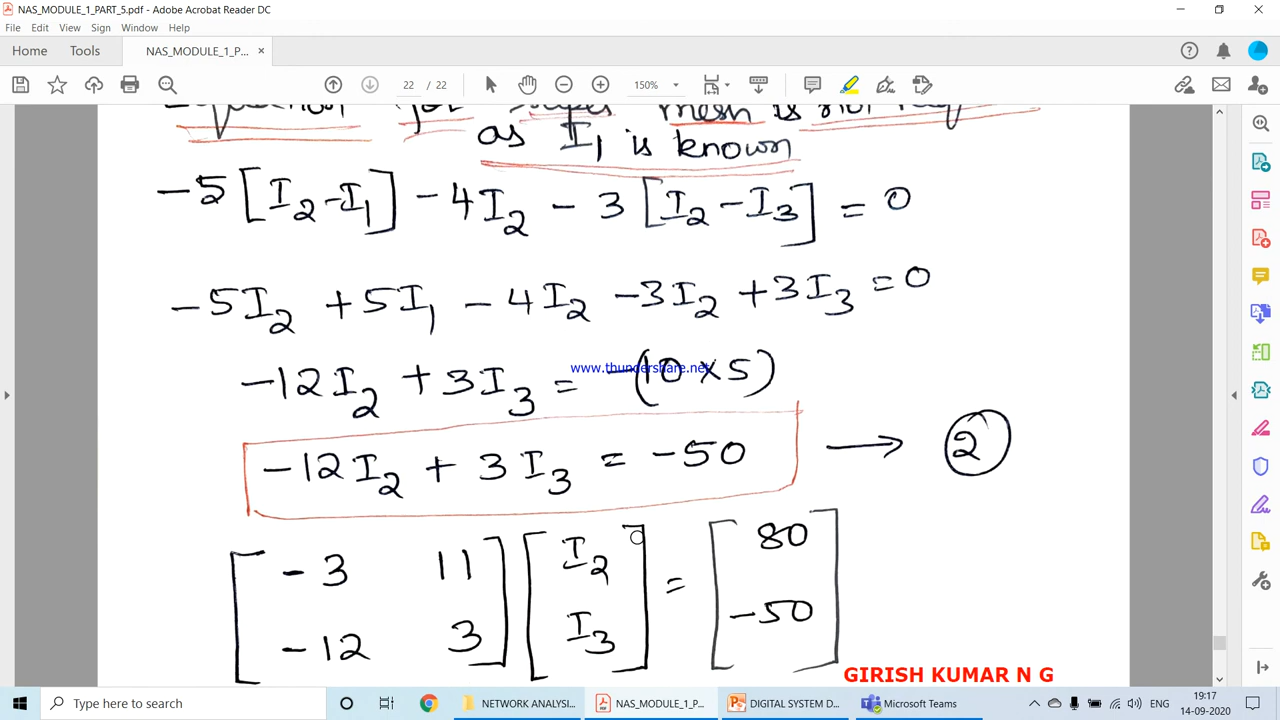 NAS_MODULE_1_PART_5.pdf - Adobe Acrobat Reader DC
File Edit View Sign Window Help
Home Tools NAS_MODULE_1_P... ×
22 / 22 150%
mesh is not
as I₁ is known
-5[I₂-I₁] - 4I₂ - 3[I₂-I₃] = 0
-5I₂ + 5I₁ - 4I₂ -3I₂ +3I₃ = 0
www.thundershare.net
-12I₂ + 3I₃ = -(10×5)
-12I₂ + 3I₃ = -50 → ②
[-3 11] [I₂] = [80]
[-12 3] [I₃] [-50]
GIRISH KUMAR N G
Type here to search NETWORK ANALYSI... NAS_MODULE_1_P... DIGITAL SYSTEM D... Microsoft Teams ENG 19:17
14-09-2020